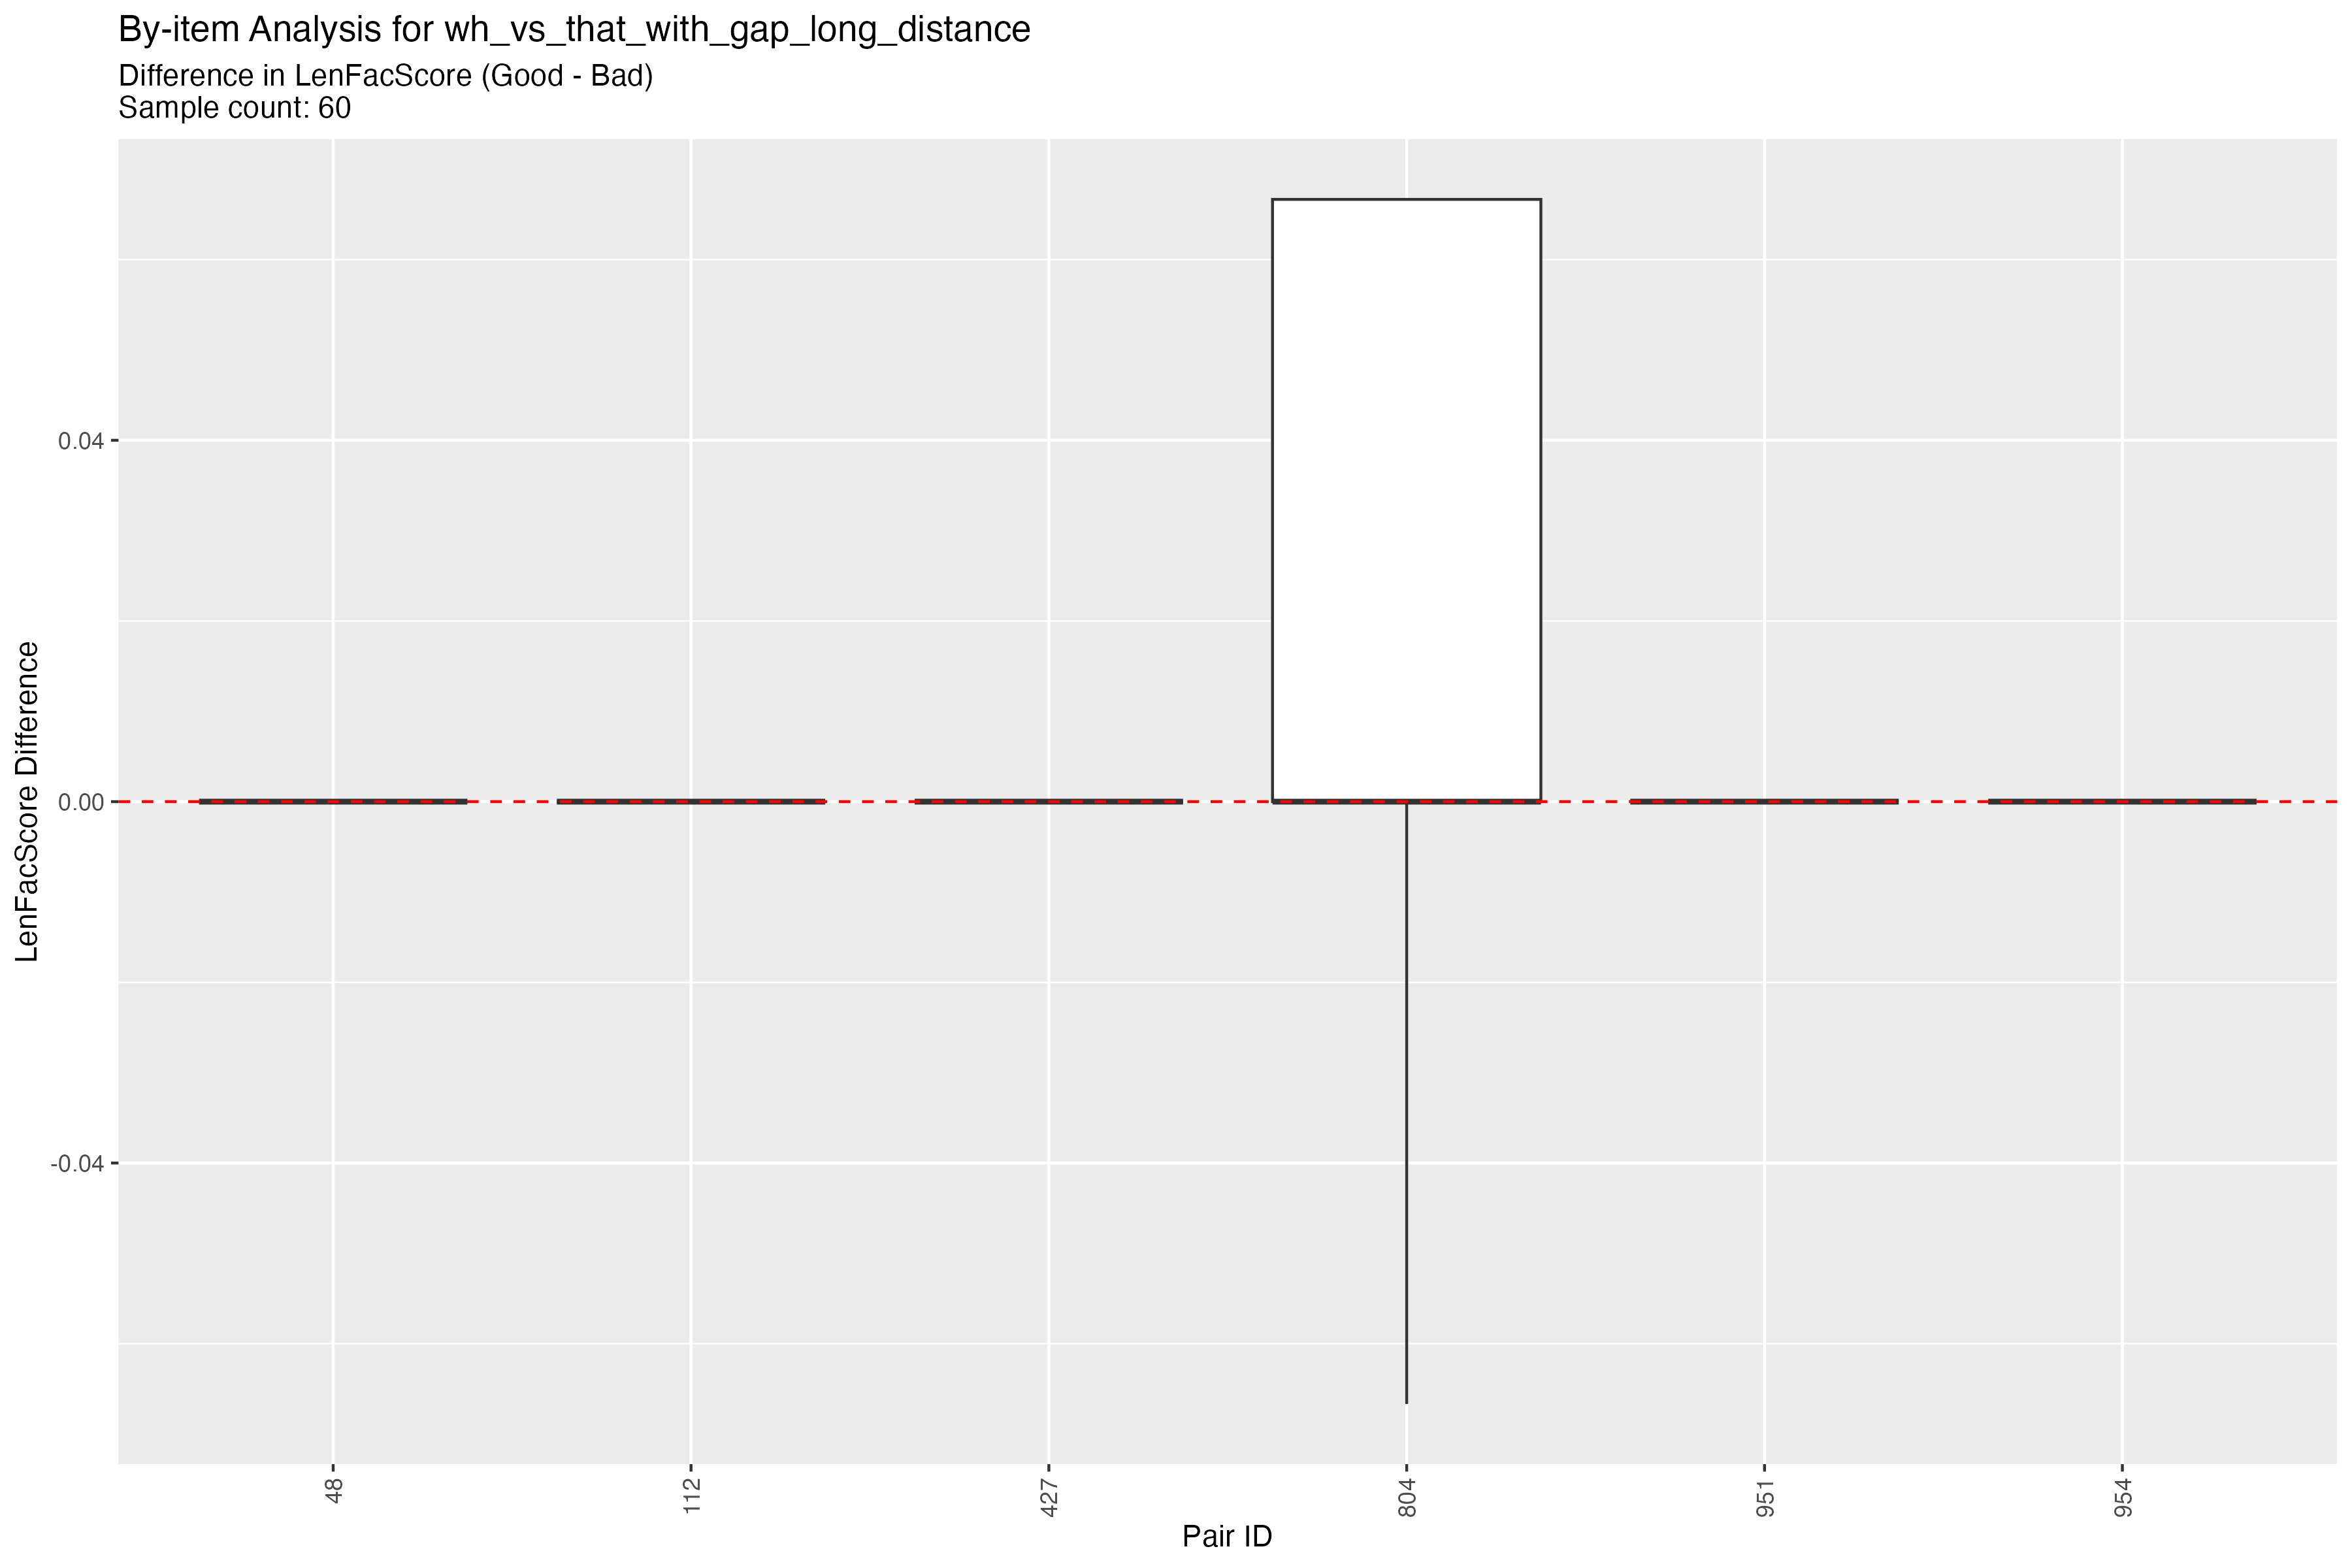 By-item Analysis for wh_vs_that_with_gap_long_distance
Difference in LenFacScore (Good - Bad)
Sample count: 60
LenFacScore Difference
0.04
0.00
-0.04
48
112
427
804
951
954
Pair ID